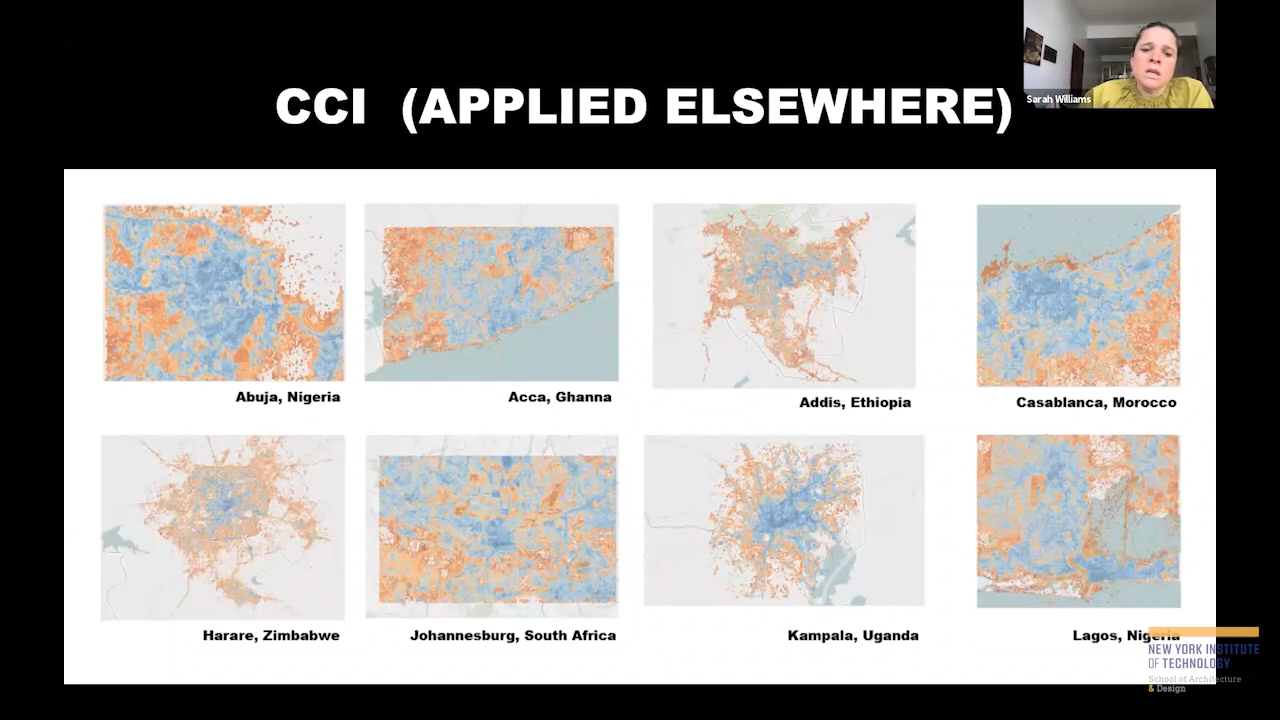 Sarah Williams
CCI (APPLIED ELSEWHERE)
Abuja, Nigeria
Acca, Ghanna
Addis, Ethiopia
Casablanca, Morocco
Harare, Zimbabwe
Johannesburg, South Africa
Kampala, Uganda
Lagos, Nigeria
NEW YORK INSTITUTE
OF TECHNOLOGY
School of Architecture
& Design